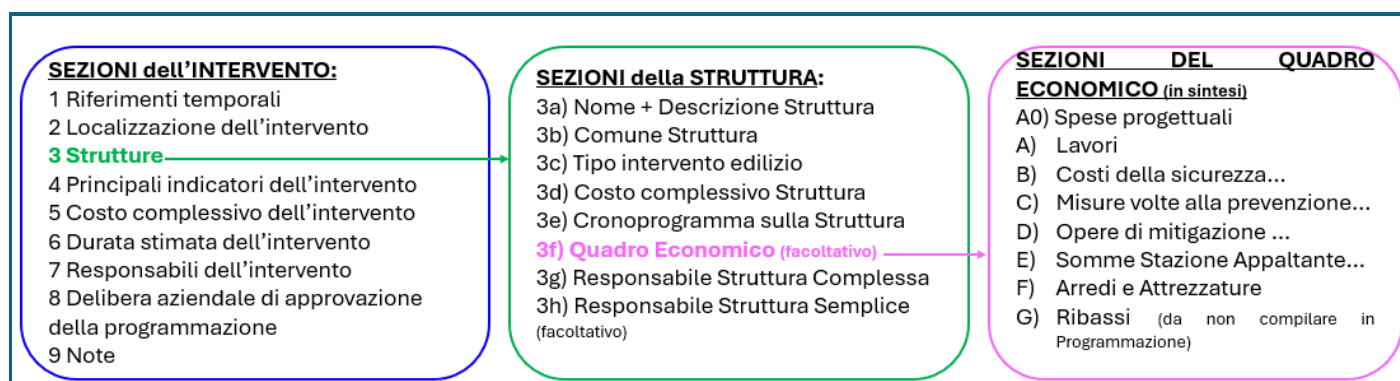 SEZIONI dell'INTERVENTO:
1 Riferimenti temporali
2 Localizzazione dell'intervento
3 Strutture
4 Principali indicatori dell'intervento
5 Costo complessivo dell'intervento
6 Durata stimata dell'intervento
7 Responsabili dell'intervento
8 Delibera aziendale di approvazione
della programmazione
9 Note
SEZIONI della STRUTTURA:
3a) Nome + Descrizione Struttura
3b) Comune Struttura
3c) Tipo intervento edilizio
3d) Costo complessivo Struttura
3e) Cronoprogramma sulla Struttura
3f) Quadro Economico (facoltativo)
3g) Responsabile Struttura Complessa
3h) Responsabile Struttura Semplice
(facoltativo)
SEZIONI DEL QUADRO
ECONOMICO (in sintesi)
A0) Spese progettuali
A) Lavori
B) Costi della sicurezza...
C) Misure volte alla prevenzione...
D) Opere di mitigazione ...
E) Somme Stazione Appaltante...
F) Arredi e Attrezzature
G) Ribassi (da non compilare in
Programmazione)